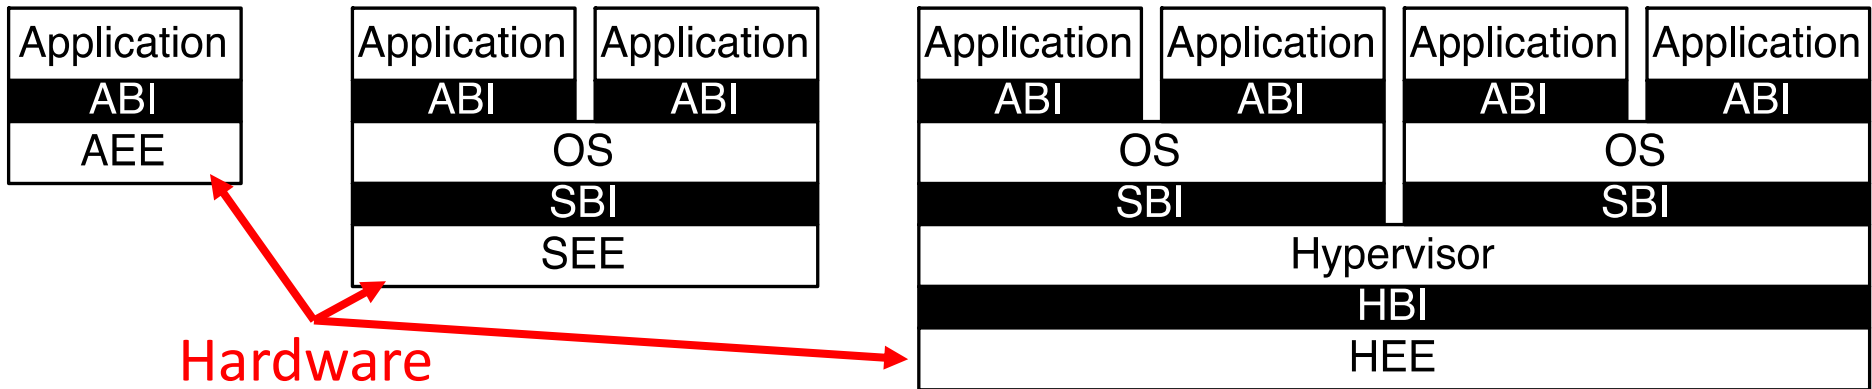 Application
ABI
AEE
Application Application
ABI ABI
OS
SBI
SEE
Application Application Application Application
ABI ABI ABI ABI
OS OS
SBI SBI
Hypervisor
HBI
HEE
Hardware